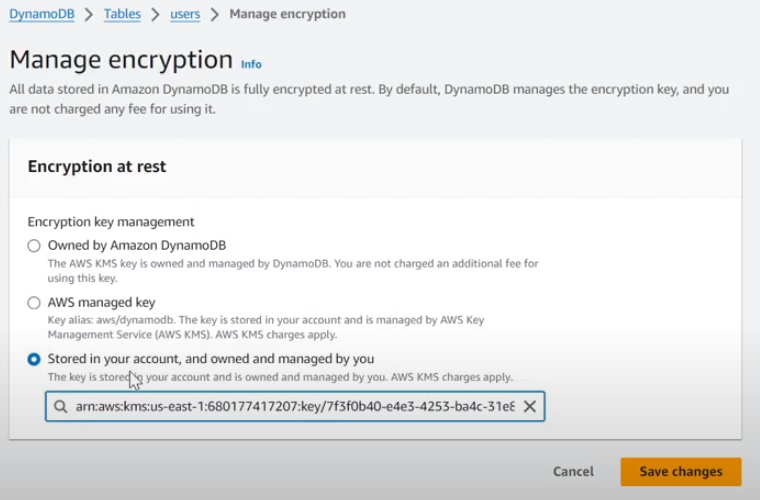 DynamoDB > Tables > users > Manage encryption
Manage encryption Info
All data stored in Amazon DynamoDB is fully encrypted at rest. By default, DynamoDB manages the encryption key, and you
are not charged any fee for using it.
Encryption at rest
Encryption key management
Owned by Amazon DynamoDB
The AWS KMS key is owned and managed by DynamoDB. You are not charged an additional fee for
using this key.
AWS managed key
Key alias: aws/dynamodb. The key is stored in your account and is managed by AWS Key
Management Service (AWS KMS). AWS KMS charges apply.
Stored in your account, and owned and managed by you
The key is stored in your account and is owned and managed by you. AWS KMS charges apply.
arn:aws:kms:us-east-1:680177417207:key/7f3f0b40-e4e3-4253-ba4c-31e8
Cancel
Save changes